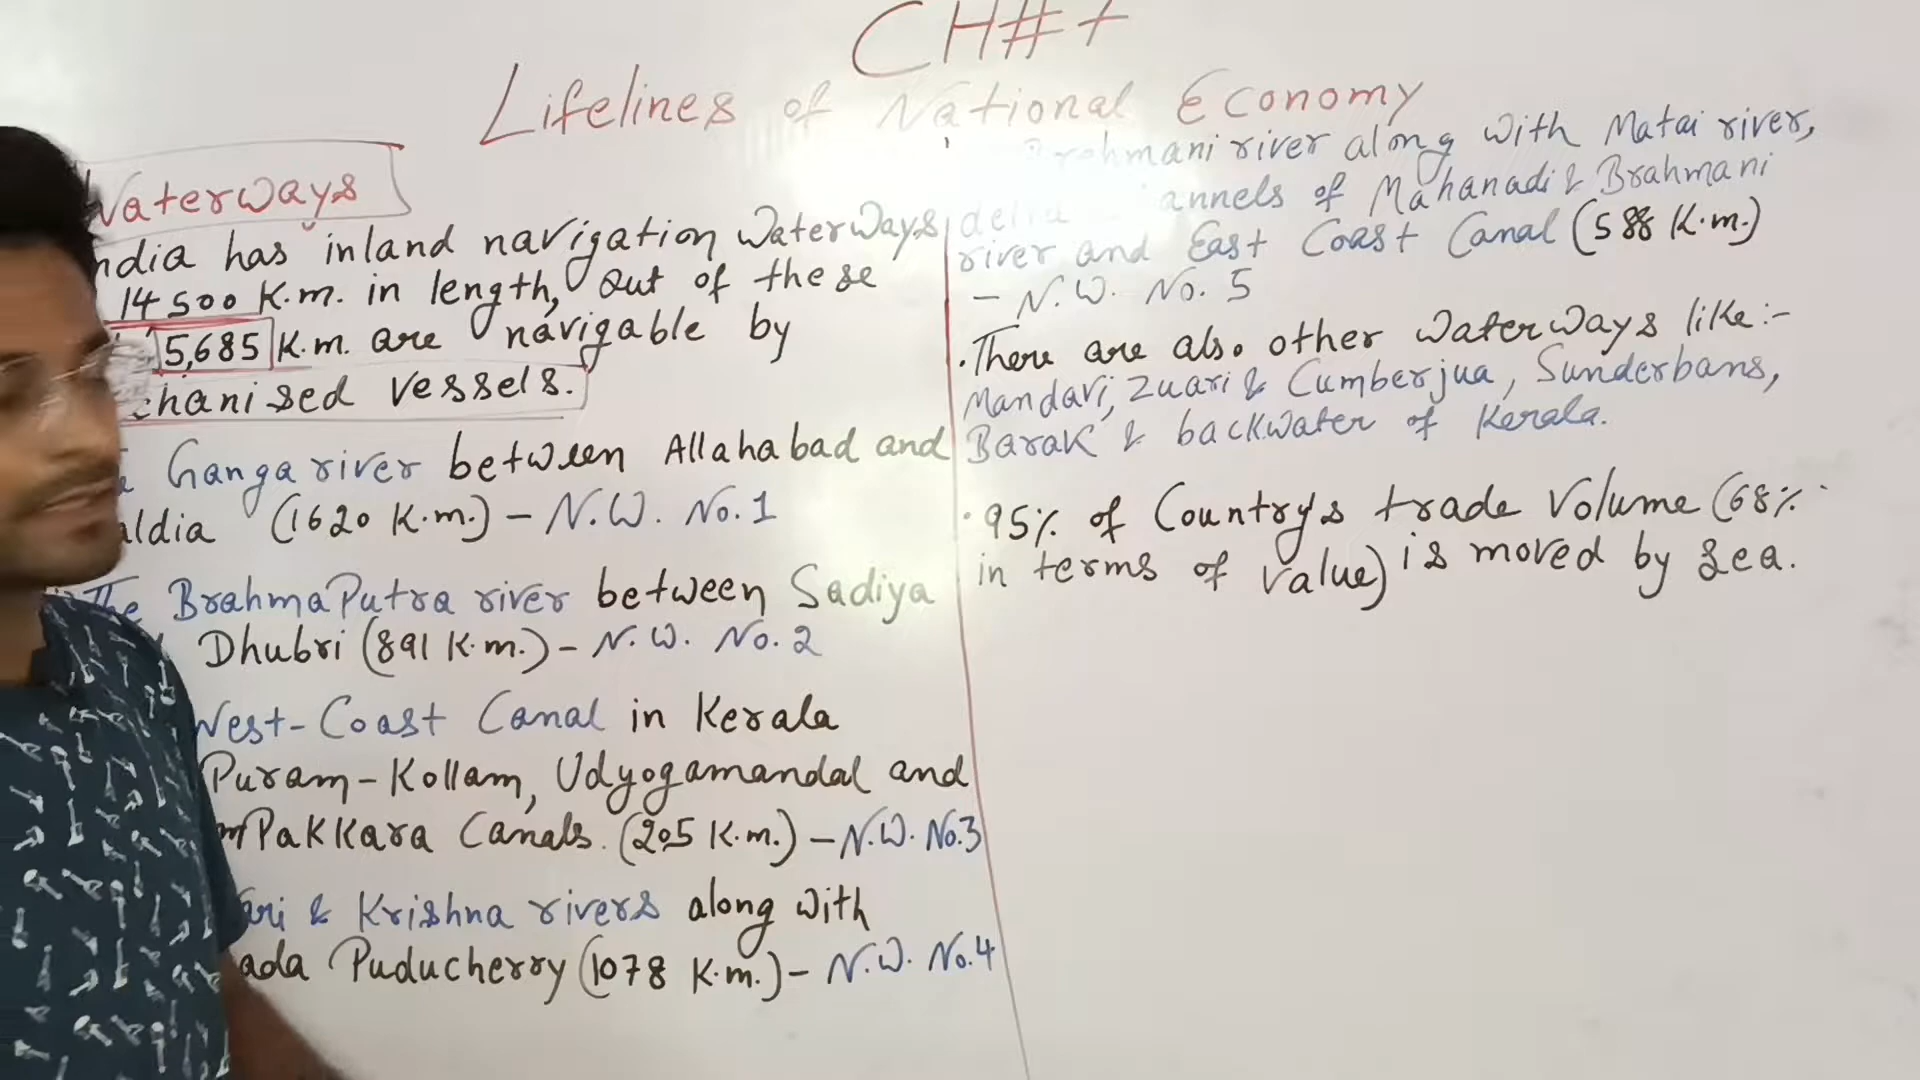 CH#7
Lifelines of National Economy
Waterways
India has inland navigation waterways
14500 K.m. in length, out of these
5,685 K.m. are navigable by
chanised vessels.
Ganga river between Allahabad and
aldia (1620 K.m.) – N.W. No. 1
The BrahmaPutra river between Sadiya
Dhubri (891 K.m.) – N.W. No. 2
West-Coast Canal in Kerala
Puram-Kollam, Udyogamandal and
mPakkara Canals. (205 K.m.) – N.W. No.3
ari & Krishna rivers along with
ada Puducherry (1078 K.m.) – N.W. No.4
Brahmani river along with Matai river,
delta annels of Mahanadi & Brahmani
river and East Coast Canal (588 K.m.)
– N.W. No. 5
. There are also other waterways like:-
Mandavi, Zuari & Cumberjua, Sunderbans,
Barak & backwater of Kerala.
. 95% of Country's trade Volume (68%
in terms of value) is moved by sea.